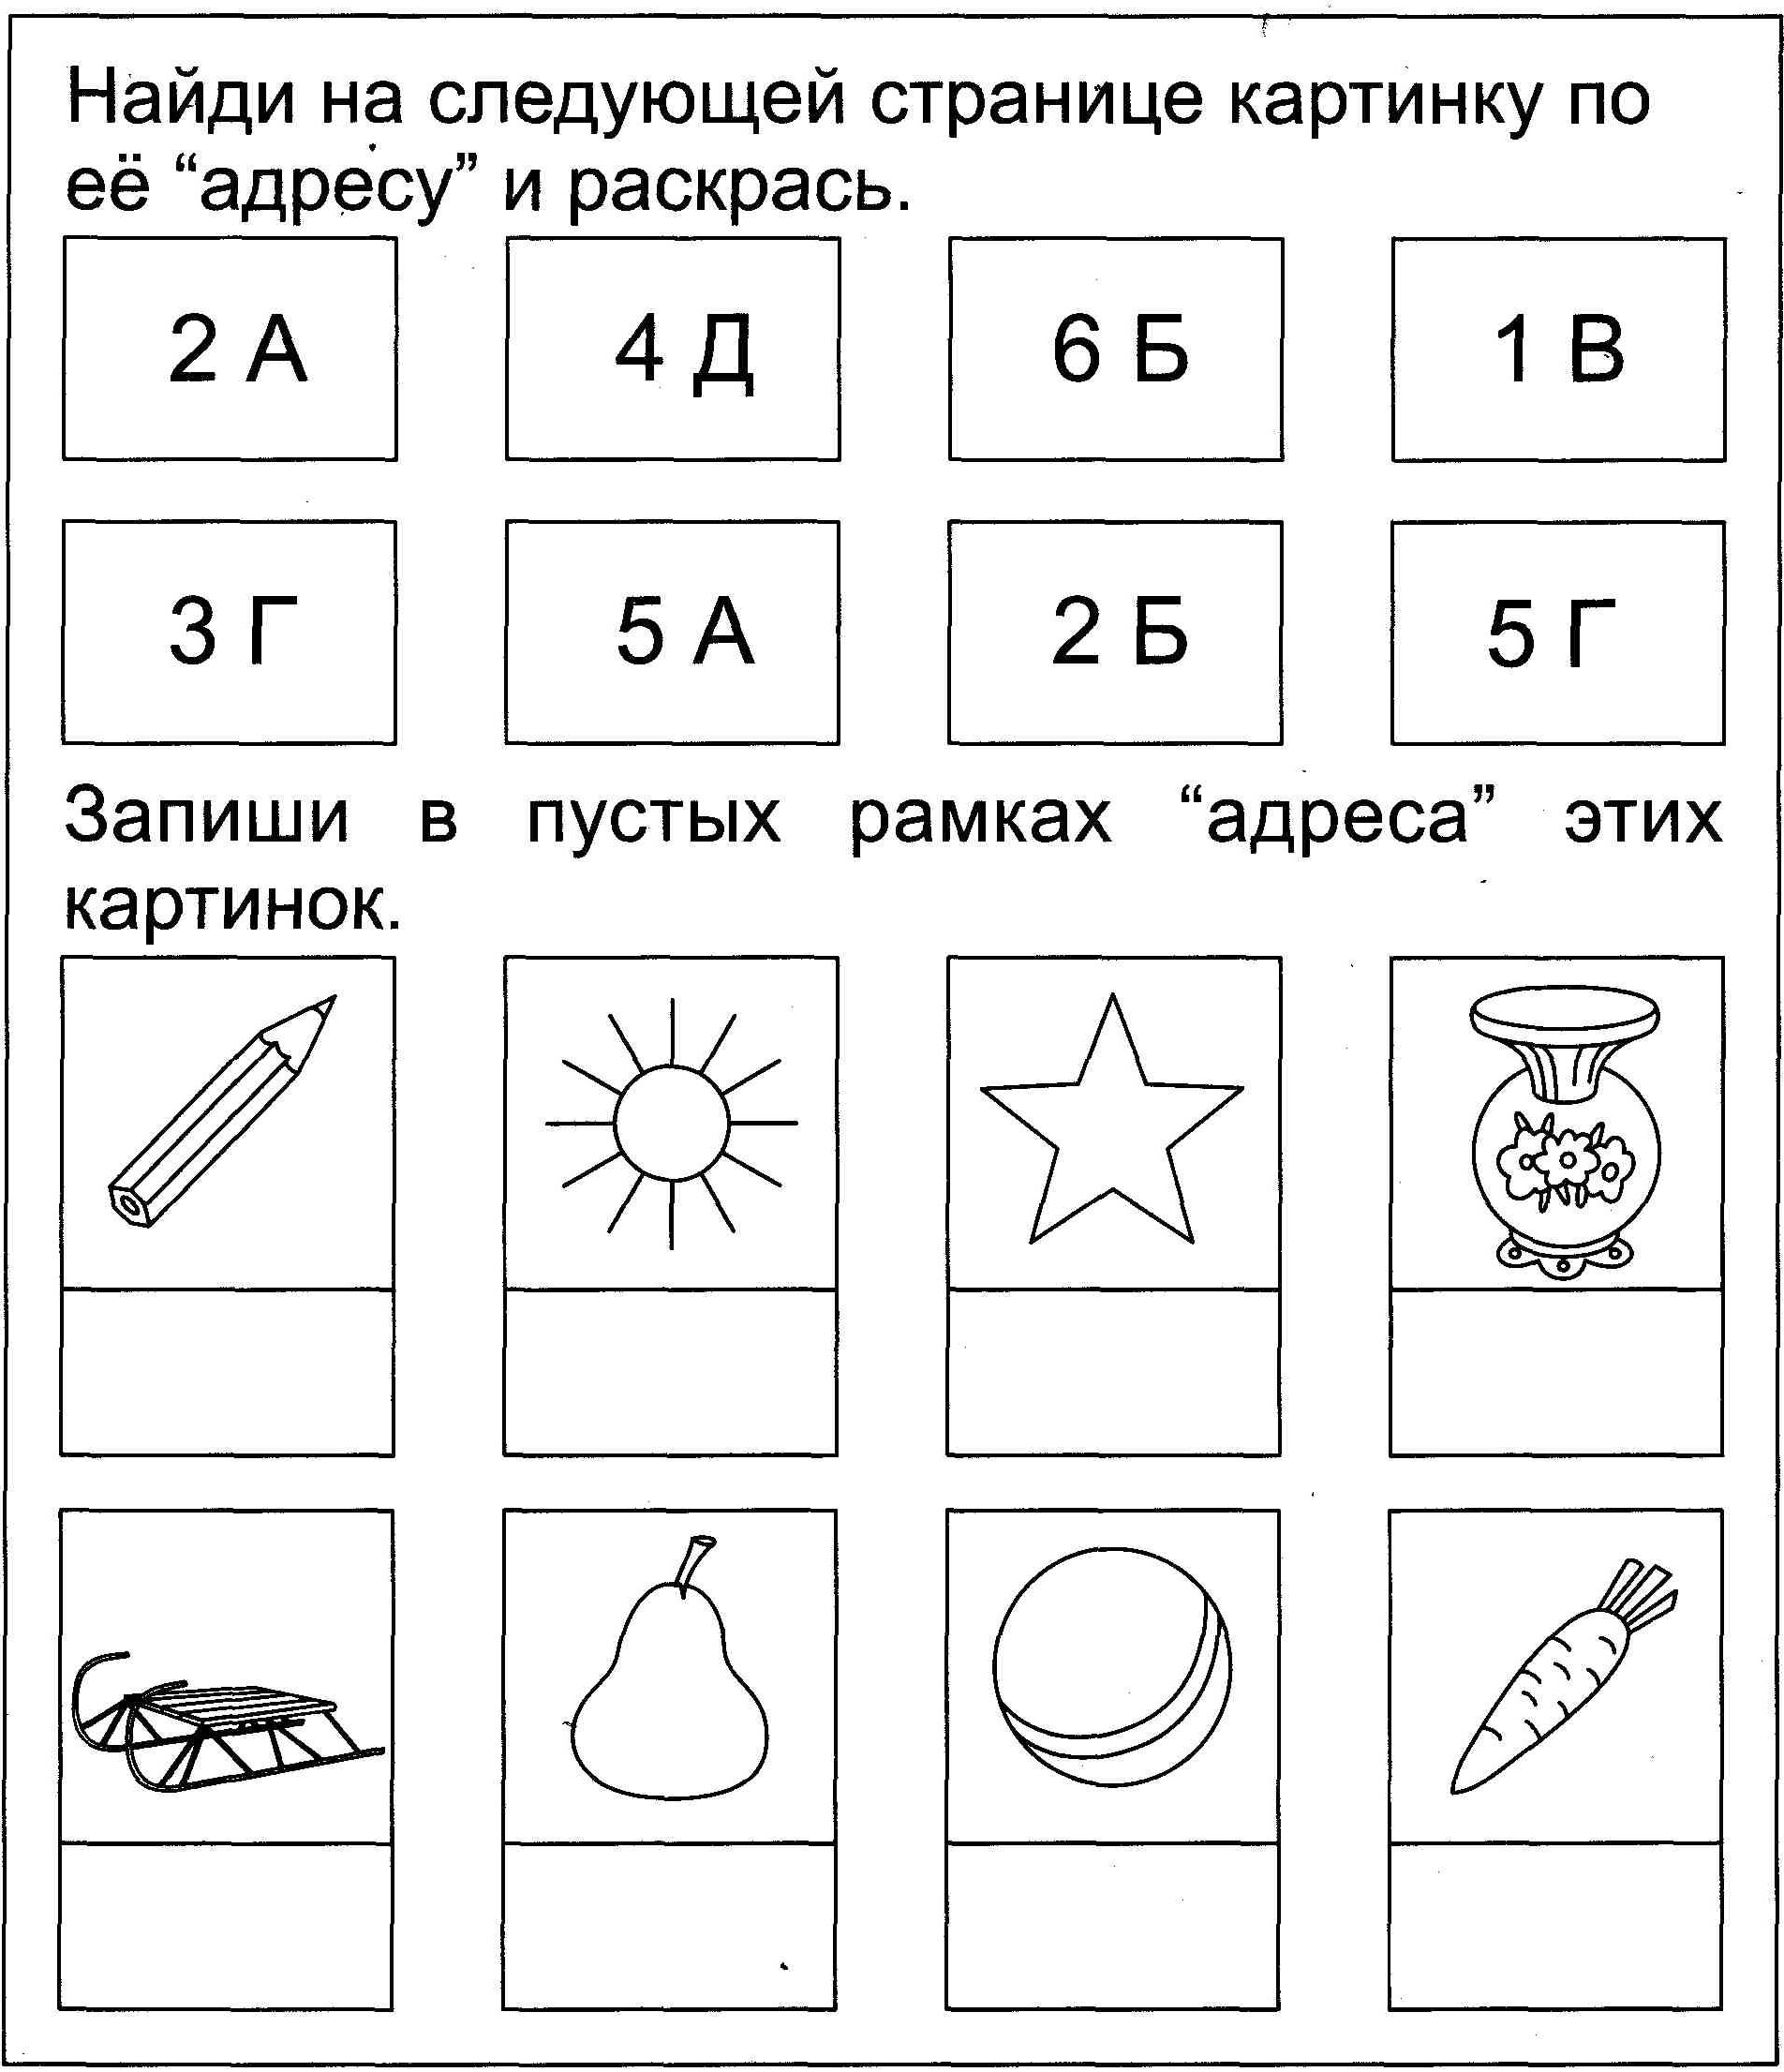 Найди на следующей странице картинку по
её “адресу” и раскрась.
2 А 4 Д 6 Б 1 В
3 Г 5 А 2 Б 5 Г
Запиши в пустых рамках “адреса” этих
картинок.